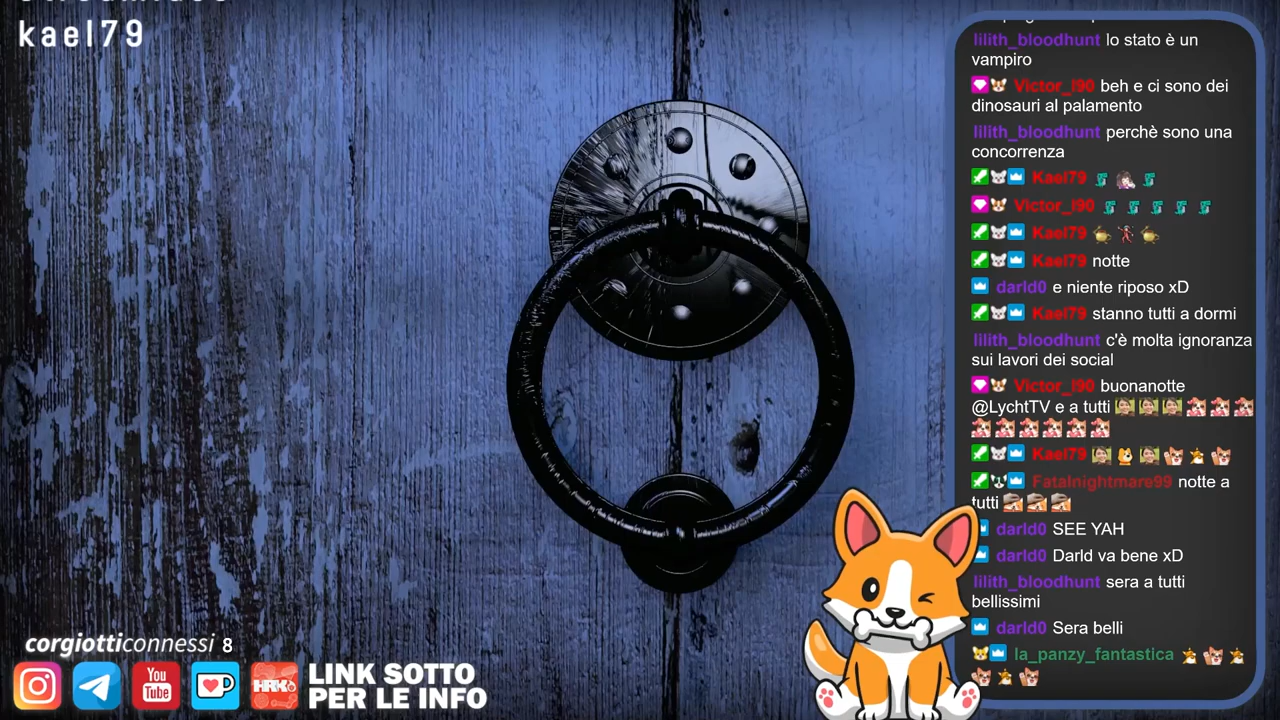 kael79
lilith_bloodhunt lo stato è un
vampiro
Victor_l90 beh e ci sono dei
dinosauri al palamento
lilith_bloodhunt perchè sono una
concorrenza
Kael79
Victor_l90
Kael79
Kael79 notte
darld0 e niente riposo xD
Kael79 stanno tutti a dormi
lilith_bloodhunt c'è molta ignoranza
sui lavori dei social
Victor_l90 buonanotte
@LychtTV e a tutti
Kael79
Fatalnightmare99 notte a
tutti
darld0 SEE YAH
darld0 Darld va bene xD
lilith_bloodhunt sera a tutti
bellissimi
darld0 Sera belli
la_panzy_fantastica
corgiotticonnessi 8
You
Tube
HRK
LINK SOTTO
PER LE INFO